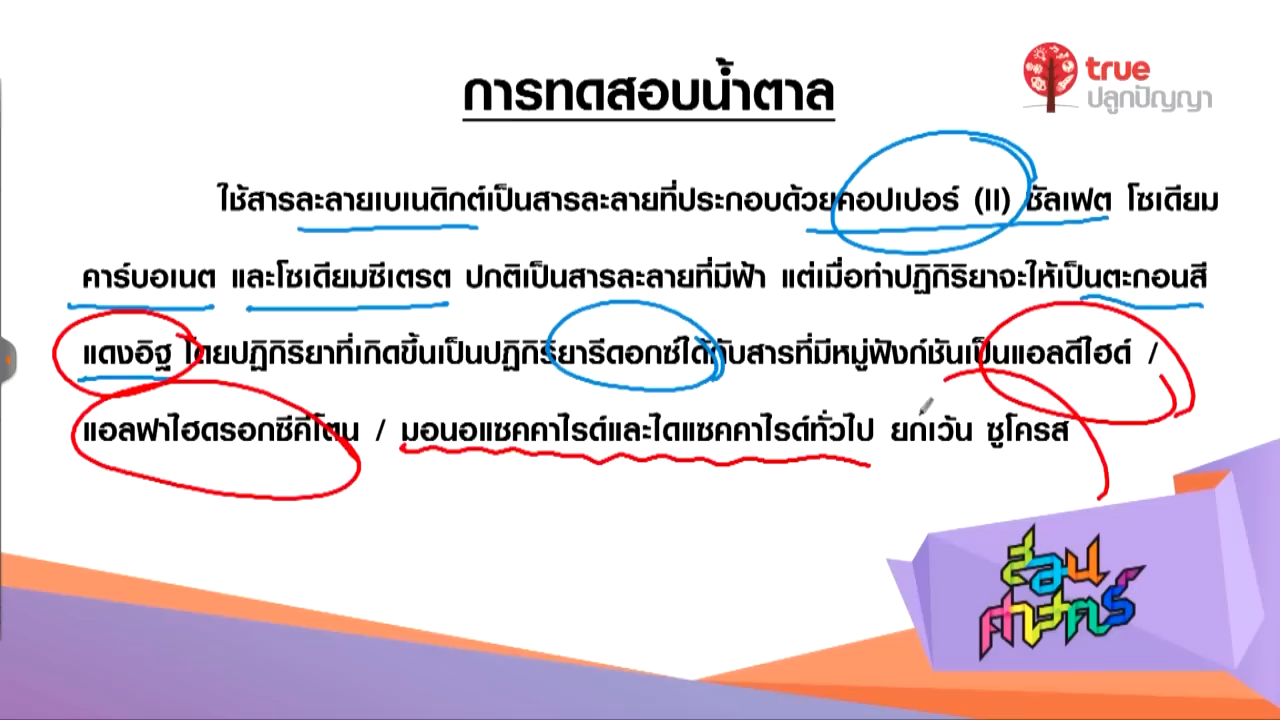 การทดสอบน้ำตาล
true
ปลูกปัญญา
ใช้สารละลายเบเนดิกต์เป็นสารละลายที่ประกอบด้วยคอปเปอร์ (II) ซัลเฟต โซเดียม
คาร์บอเนต และโซเดียมซีเตรต ปกติเป็นสารละลายที่มีฟ้า แต่เมื่อทำปฏิกิริยาจะให้เป็นตะกอนสี
แดงอิฐ โดยปฏิกิริยาที่เกิดขึ้นเป็นปฏิกิริยารีดอกซ์ได้กับสารที่มีหมู่ฟังก์ชันเป็นแอลดีไฮด์ /
แอลฟาไฮดรอกซีคีโตน / มอนอแซคคาไรด์และไดแซคคาไรด์ทั่วไป ยกเว้น ซูโครส
สอน
ศาสตร์